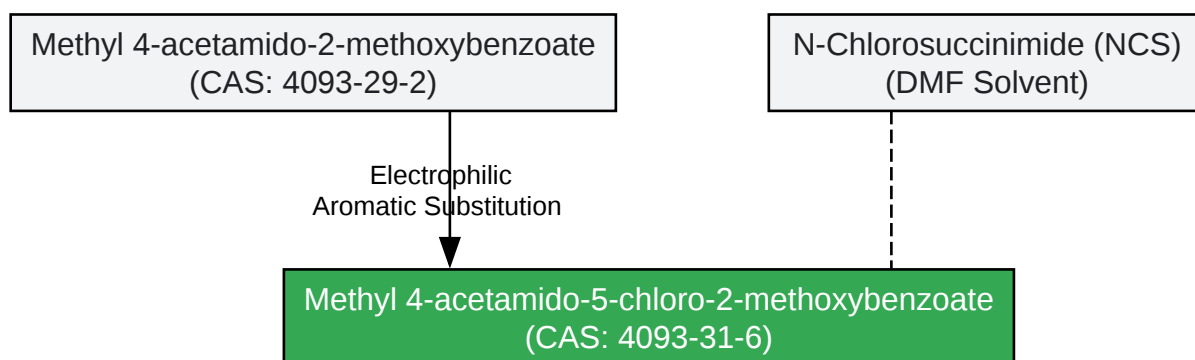 Methyl 4-acetamido-2-methoxybenzoate
(CAS: 4093-29-2)
N-Chlorosuccinimide (NCS)
(DMF Solvent)
Electrophilic
Aromatic Substitution
Methyl 4-acetamido-5-chloro-2-methoxybenzoate
(CAS: 4093-31-6)